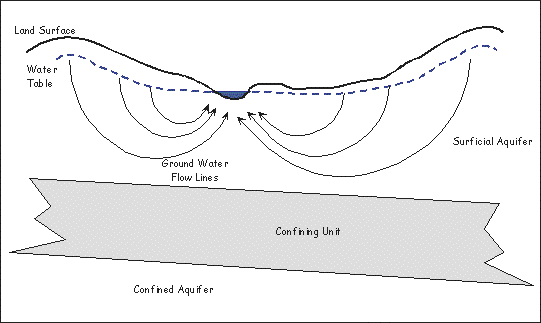 Land Surface
Water
Table
Surficial Aquifer
Ground Water
Flow Lines
Confining Unit
Confined Aquifer